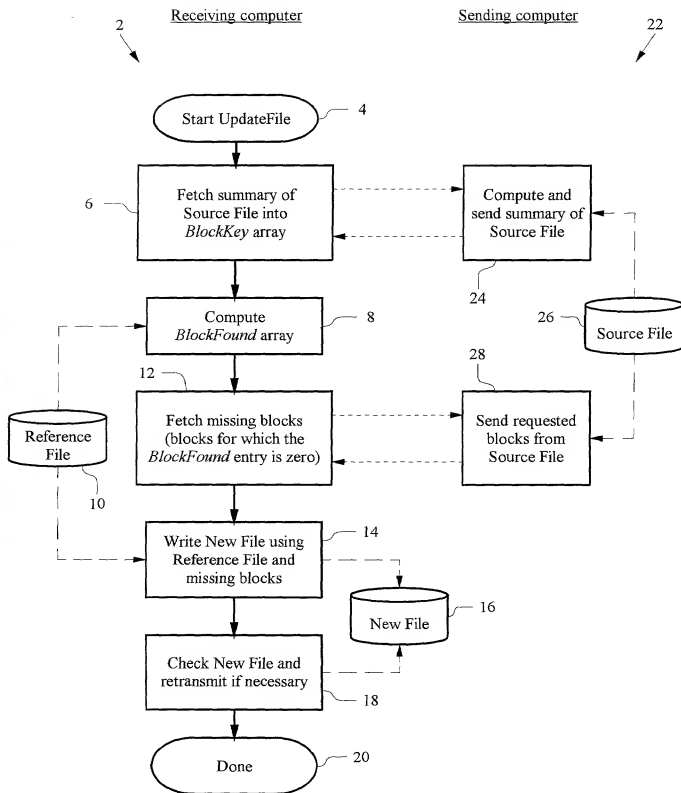 Receiving computer
Sending computer
2
22
Start UpdateFile
4
6
Fetch summary of
Source File into
BlockKey array
Compute and
send summary of
Source File
24
Compute
BlockFound array
8
26
Source File
12
28
Fetch missing blocks
(blocks for which the
BlockFound entry is zero)
Send requested
blocks from
Source File
Reference
File
10
Write New File using
Reference File and
missing blocks
14
New File
16
Check New File and
retransmit if necessary
18
Done
20